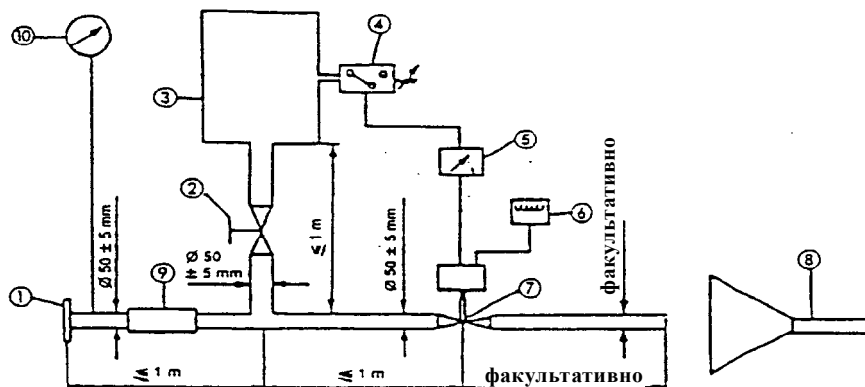 10
4
3
5
2
6
⩽ 1 m
факультативно
Ø 50 ± 5 mm
Ø 50
± 5 mm
Ø 50 ± 5 mm
9
7
8
1
⩽ 1 m
⩽ 1 m
факультативно